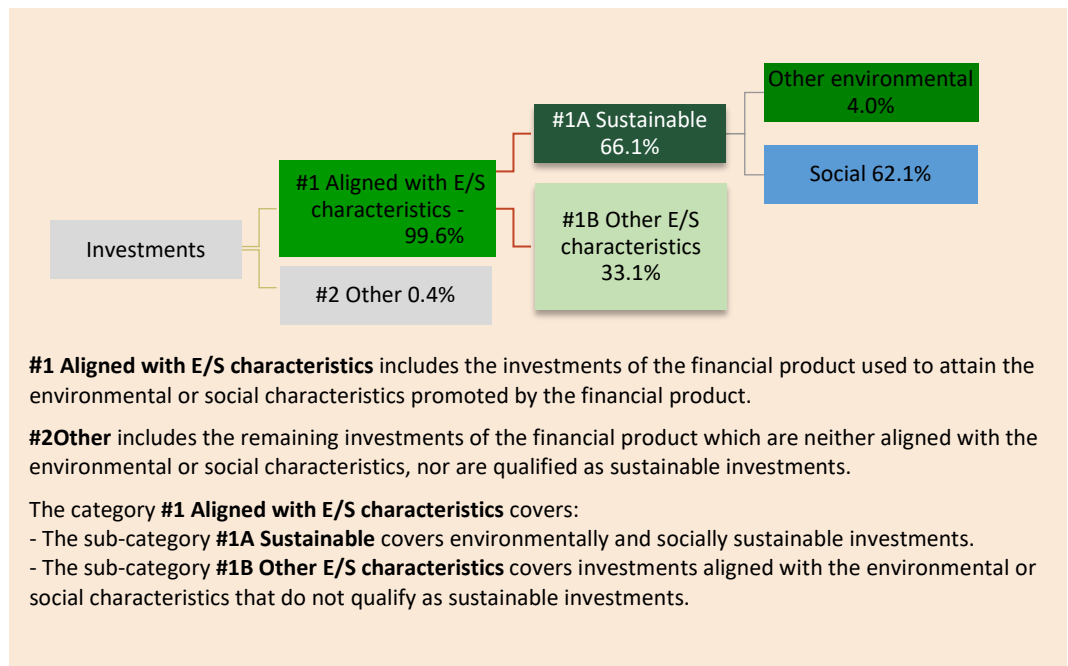 Other environmental
4.0%
#1A Sustainable
66.1%
Social 62.1%
#1 Aligned with E/S
characteristics -
99.6%
#1B Other E/S
characteristics
33.1%
Investments
#2 Other 0.4%
#1 Aligned with E/S characteristics includes the investments of the financial product used to attain the
environmental or social characteristics promoted by the financial product.
#2Other includes the remaining investments of the financial product which are neither aligned with the
environmental or social characteristics, nor are qualified as sustainable investments.
The category #1 Aligned with E/S characteristics covers:
- The sub-category #1A Sustainable covers environmentally and socially sustainable investments.
- The sub-category #1B Other E/S characteristics covers investments aligned with the environmental or
social characteristics that do not qualify as sustainable investments.